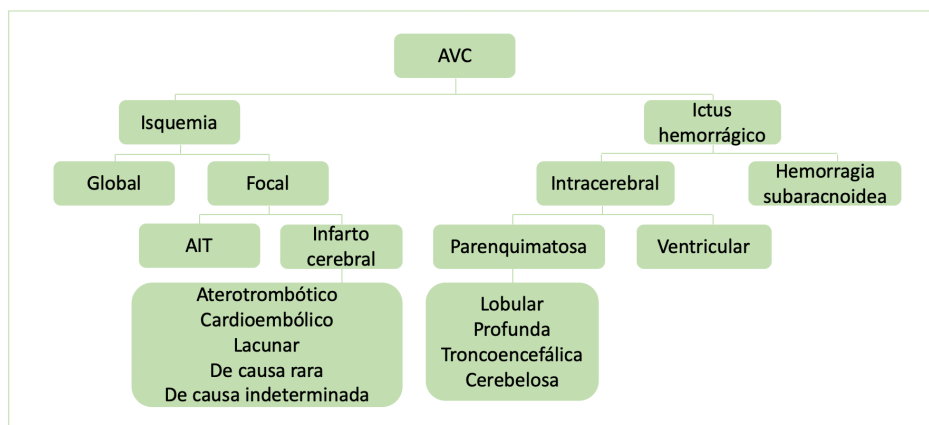 AVC
Isquemia
Ictus
hemorrágico
Global
Focal
Intracerebral
Hemorragia
subaracnoidea
AIT
Infarto
cerebral
Parenquimatosa
Ventricular
Aterotrombótico
Cardioembólico
Lacunar
De causa rara
De causa indeterminada
Lobular
Profunda
Troncoencefálica
Cerebelosa